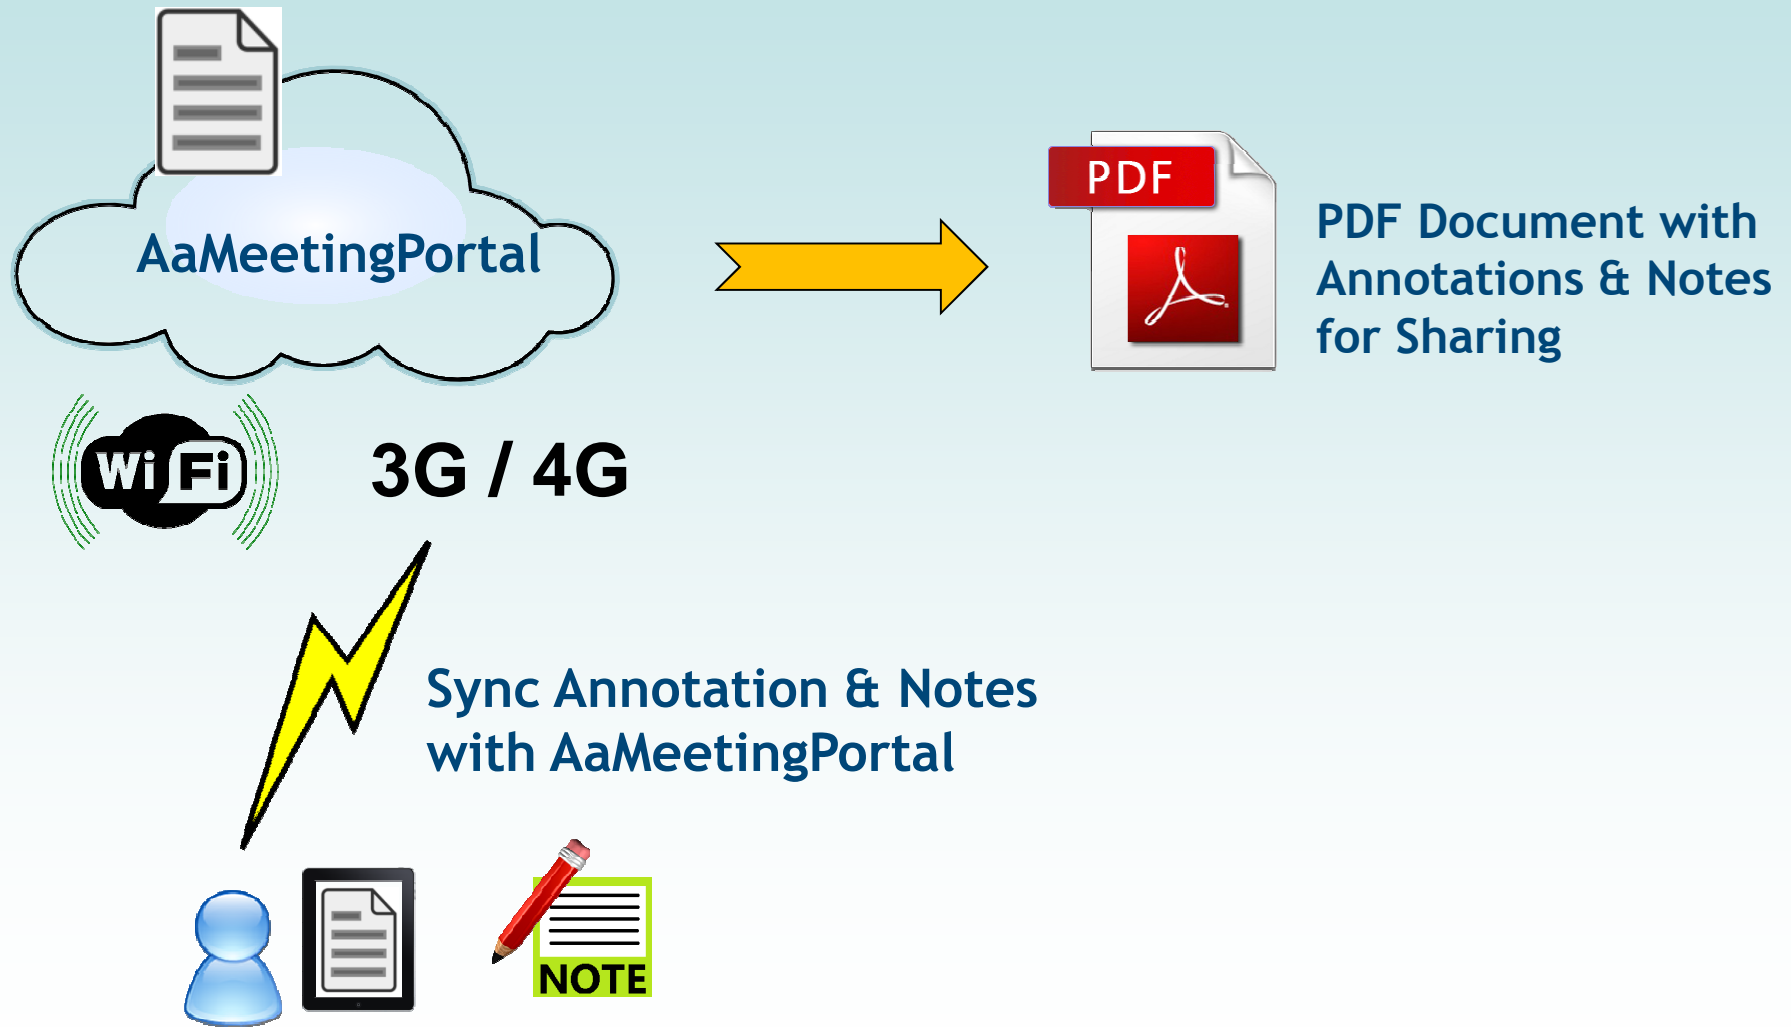 AaMeetingPortal
PDF
PDF Document with
Annotations & Notes
for Sharing
Wi Fi
3G / 4G
Sync Annotation & Notes
with AaMeetingPortal
NOTE